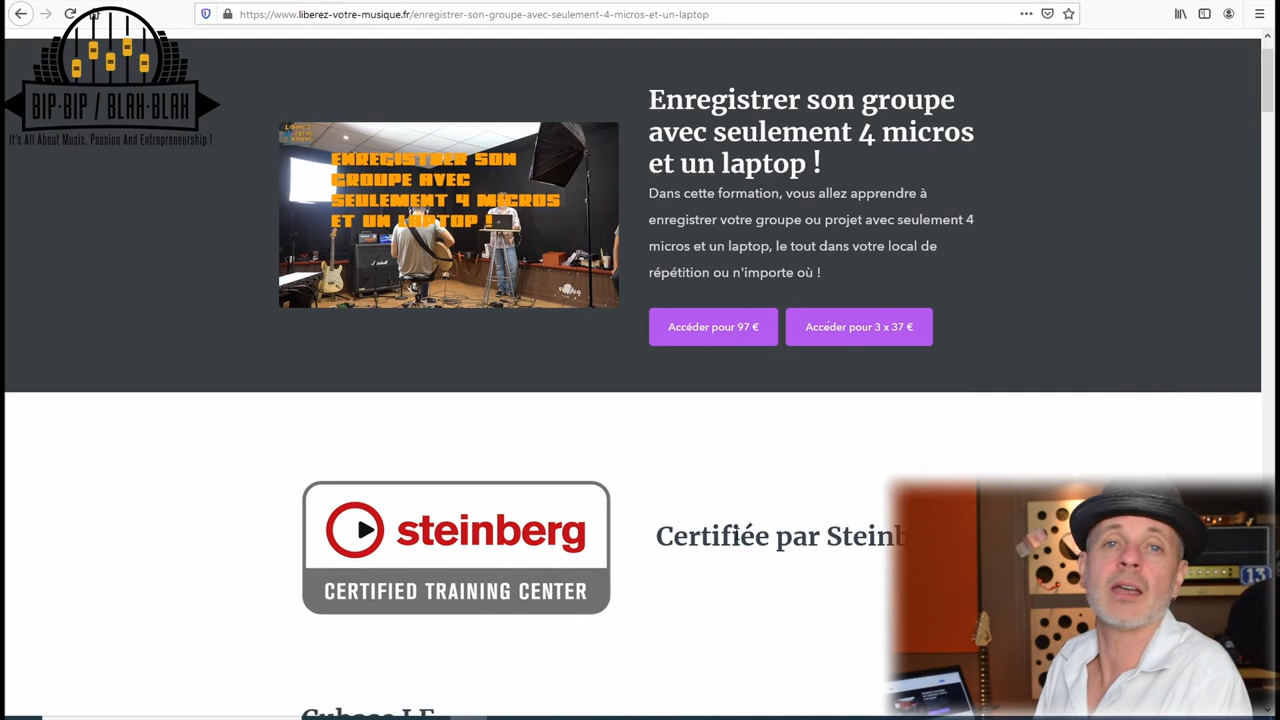 https://www.liberez-votre-musique.fr/enregistrer-son-groupe-avec-seulement-4-micros-et-un-laptop
BIP-BIP / BLAH-BLAH
It's All About Music, Passion And Entrepreneurship !
ENREGISTRER SON
GROUPE AVEC
SEULEMENT 4 MICROS
ET UN LAPTOP !
Enregistrer son groupe
avec seulement 4 micros
et un laptop !
Dans cette formation, vous allez apprendre à
enregistrer votre groupe ou projet avec seulement 4
micros et un laptop, le tout dans votre local de
répétition ou n'importe où !
Accéder pour 97 €
Accéder pour 3 x 37 €
steinberg
CERTIFIED TRAINING CENTER
Certifiée par Steinb
13
Cubase LE